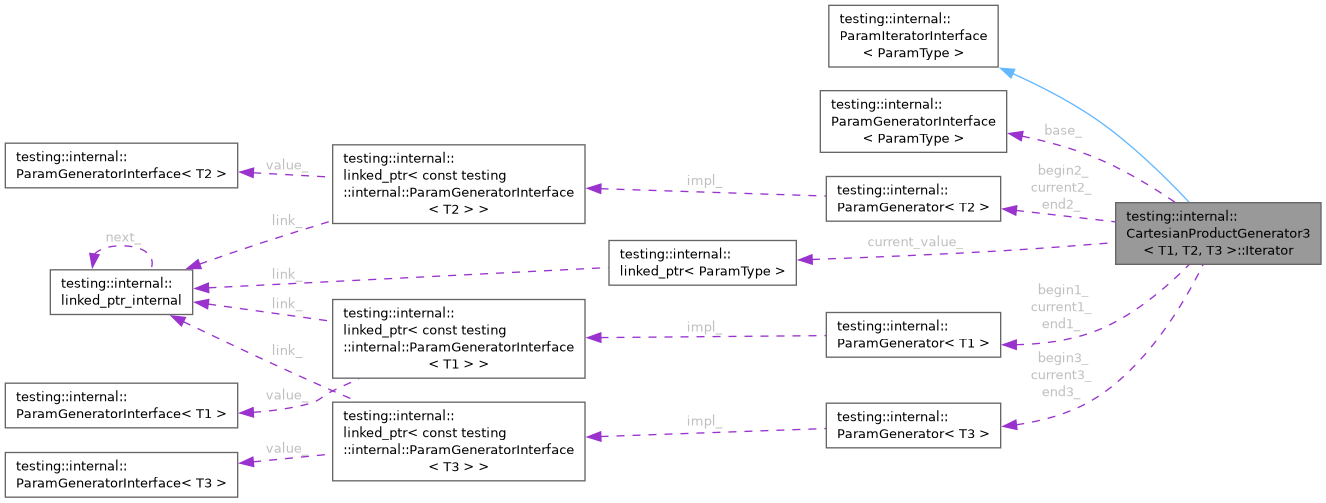 testing::internal::
ParamIteratorInterface
< ParamType >
testing::internal::
ParamGeneratorInterface
< ParamType >
base_
testing::internal::
ParamGeneratorInterface< T2 >
value_
testing::internal::
linked_ptr< const testing
::internal::ParamGeneratorInterface
< T2 > >
impl_
testing::internal::
ParamGenerator< T2 >
begin2_
current2_
end2_
testing::internal::
CartesianProductGenerator3
< T1, T2, T3 >::Iterator
next_
link_
testing::internal::
linked_ptr_internal
link_
testing::internal::
linked_ptr< ParamType >
current_value_
link_
testing::internal::
linked_ptr< const testing
::internal::ParamGeneratorInterface
< T1 > >
impl_
testing::internal::
ParamGenerator< T1 >
begin1_
current1_
end1_
link_
testing::internal::
ParamGeneratorInterface< T1 >
value_
testing::internal::
linked_ptr< const testing
::internal::ParamGeneratorInterface
< T3 > >
impl_
testing::internal::
ParamGenerator< T3 >
begin3_
current3_
end3_
value_
testing::internal::
ParamGeneratorInterface< T3 >